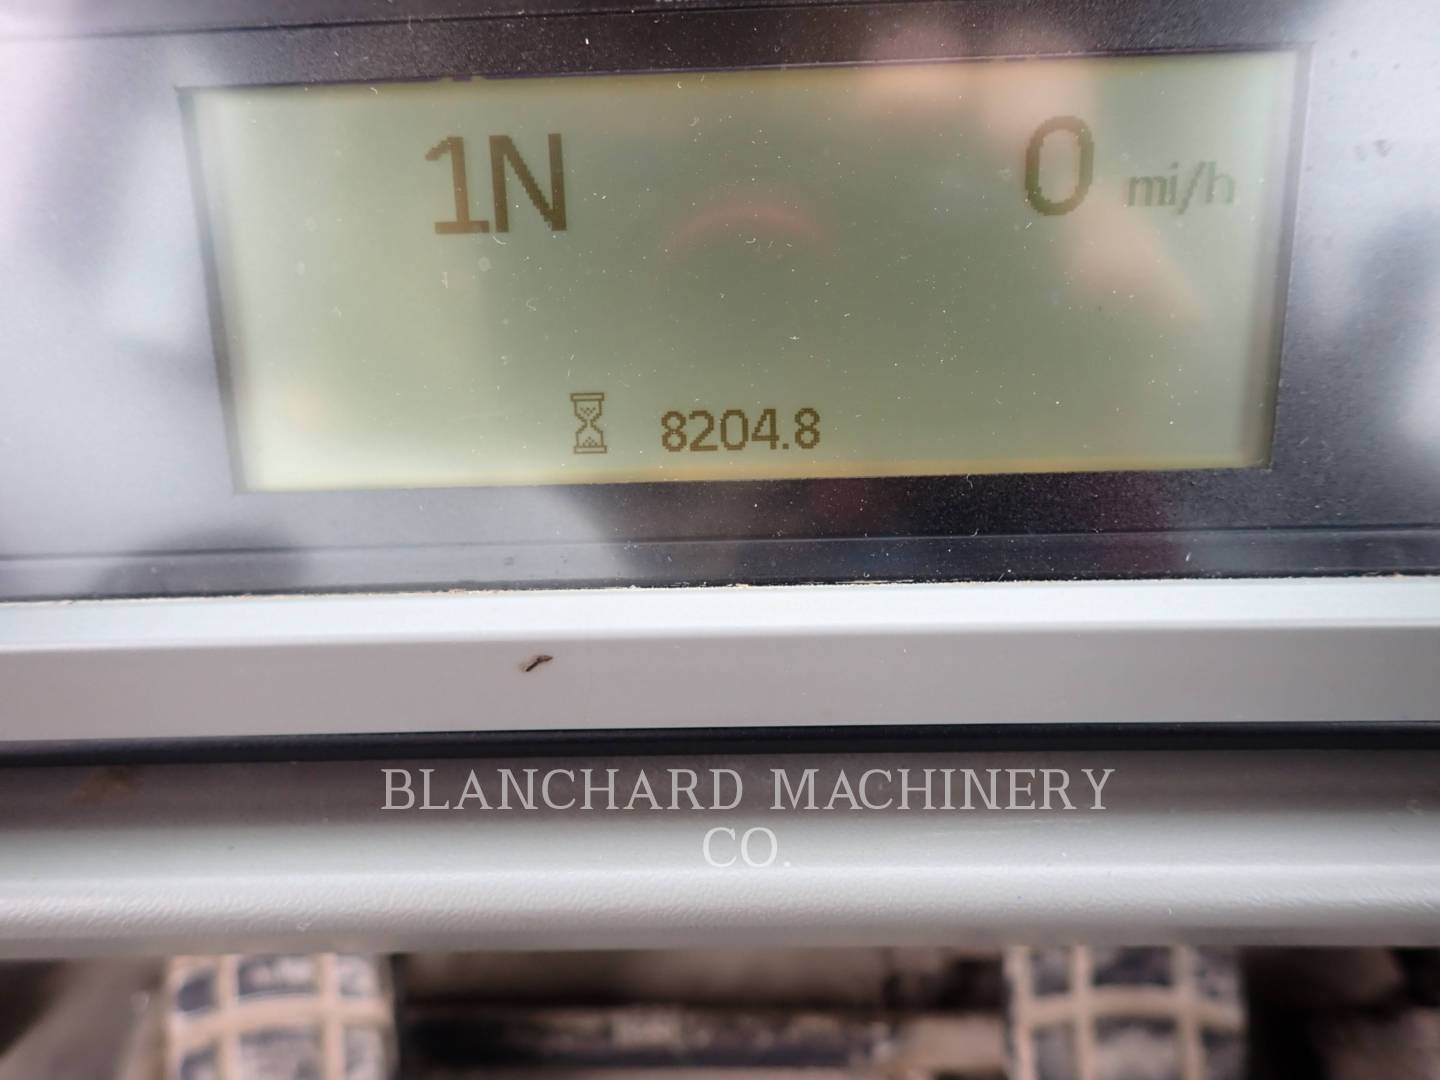 1N 0 mi/h
8204.8
BLANCHARD MACHINERY
CO.